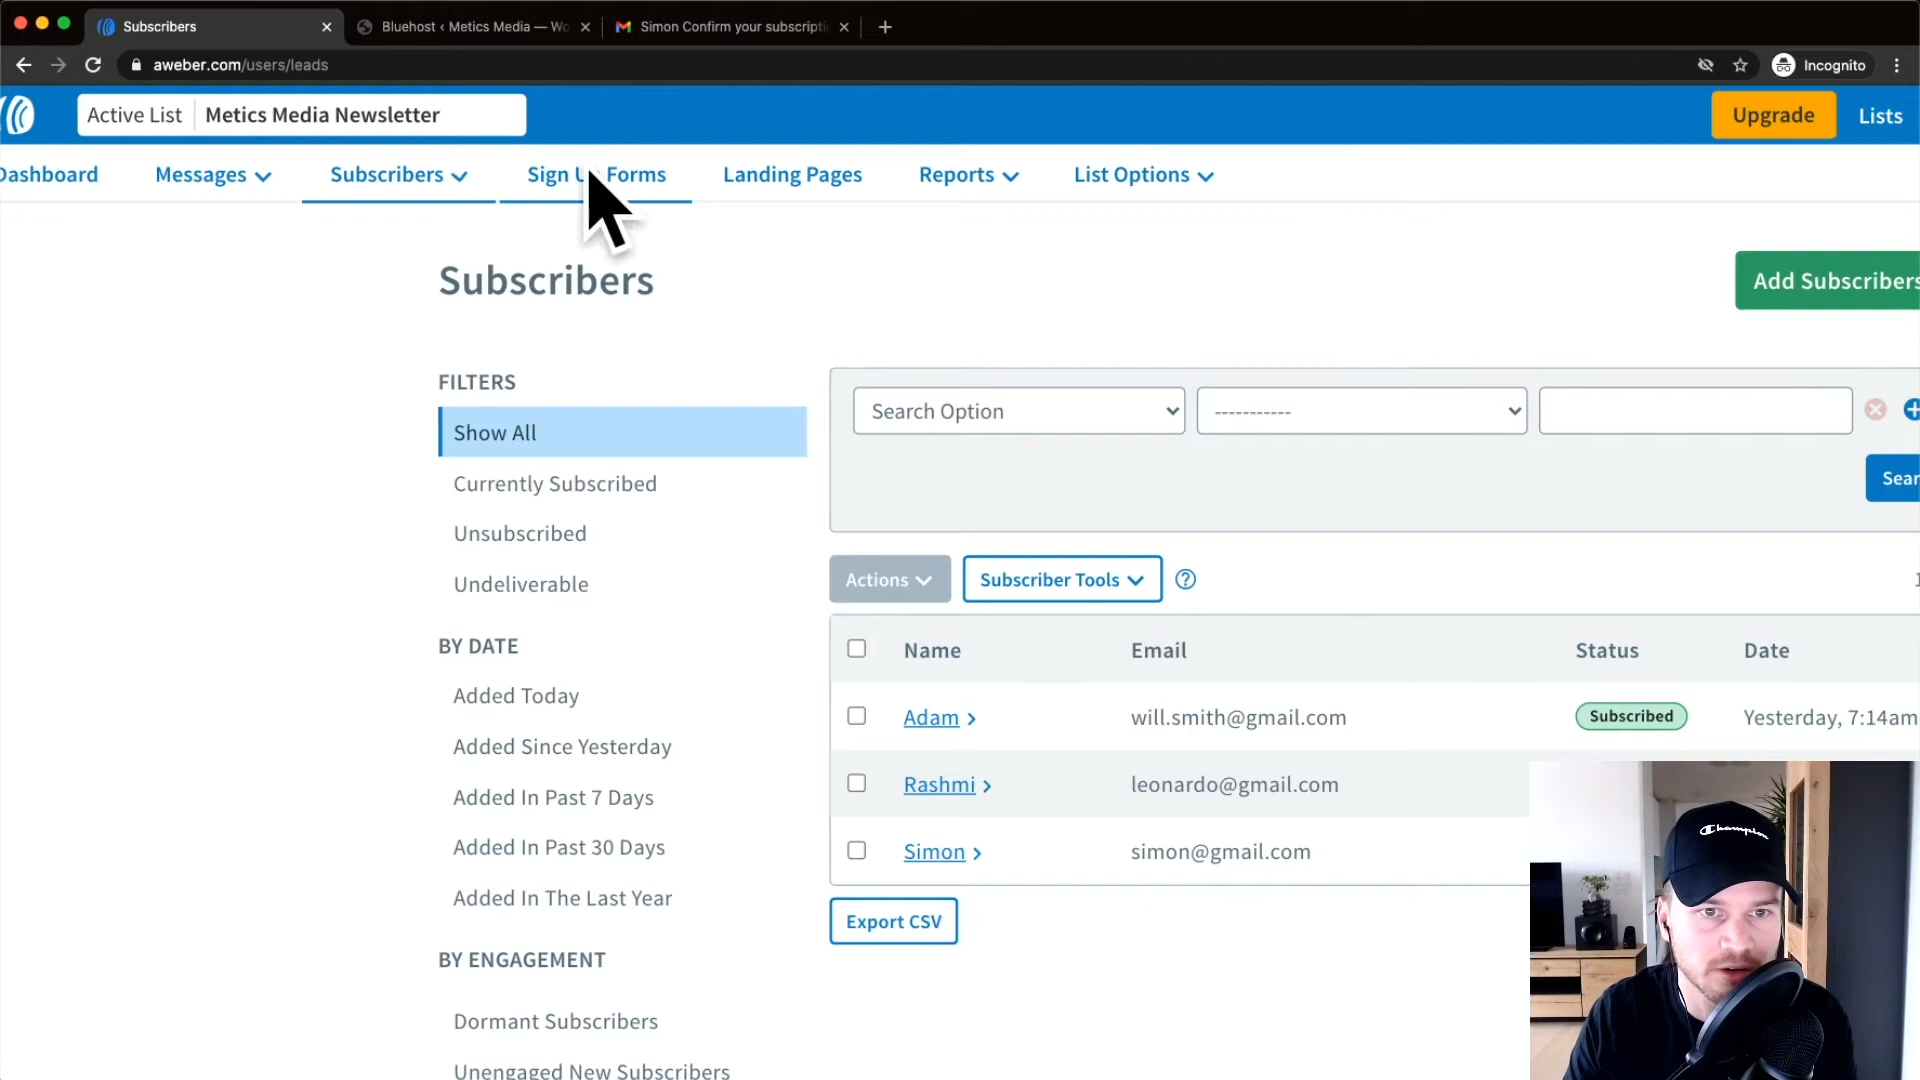 Subscribers
Bluehost ‹ Metics Media — Wo
Simon Confirm your subscripti
aweber.com/users/leads
Incognito
Active List
Metics Media Newsletter
Upgrade
Lists
Dashboard
Messages
Subscribers
Sign U Forms
Landing Pages
Reports
List Options
Subscribers
Add Subscribers
FILTERS
Show All
Currently Subscribed
Unsubscribed
Undeliverable
BY DATE
Added Today
Added Since Yesterday
Added In Past 7 Days
Added In Past 30 Days
Added In The Last Year
BY ENGAGEMENT
Dormant Subscribers
Unengaged New Subscribers
Search Option
-----------
Sear
Actions
Subscriber Tools
?
1
Name Email Status Date
Adam will.smith@gmail.com Subscribed Yesterday, 7:14am
Rashmi leonardo@gmail.com
Simon simon@gmail.com
Export CSV
Champion